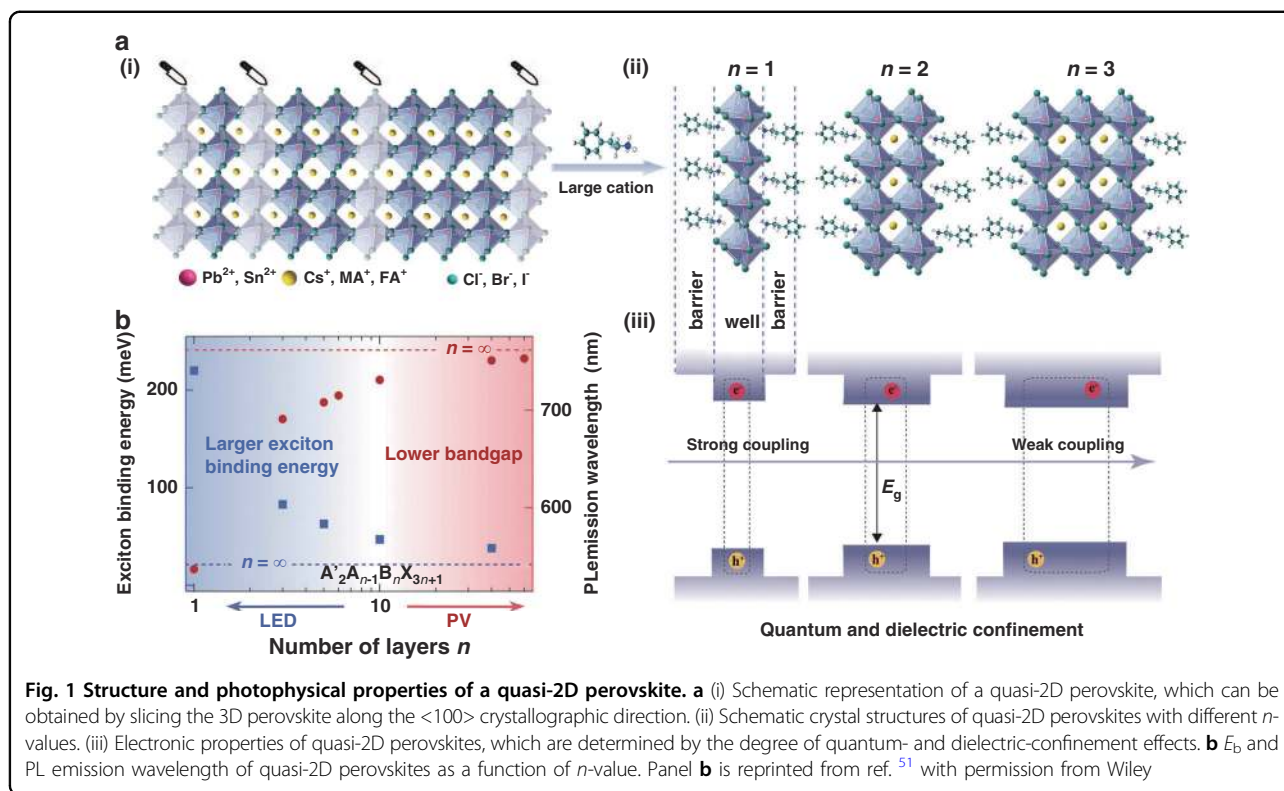 a
(i)
Large cation
Pb²⁺, Sn²⁺ Cs⁺, MA⁺, FA⁺ Cl⁻, Br⁻, I⁻
(ii)
n = 1
n = 2
n = 3
barrier
well
barrier
(iii)
e⁻
e⁻
e⁻
Strong coupling
Weak coupling
E_g
h⁺
h⁺
h⁺
Quantum and dielectric confinement
b
Exciton binding energy (meV)
200
100
n = ∞
Larger exciton
binding energy
Lower bandgap
n = ∞
A'₂Aₙ₋₁BₙX₃ₙ₊₁
700
600
PLemission wavelength (nm)
1
10
LED
PV
Number of layers n
Fig. 1 Structure and photophysical properties of a quasi-2D perovskite. a (i) Schematic representation of a quasi-2D perovskite, which can be
obtained by slicing the 3D perovskite along the <100> crystallographic direction. (ii) Schematic crystal structures of quasi-2D perovskites with different n-
values. (iii) Electronic properties of quasi-2D perovskites, which are determined by the degree of quantum- and dielectric-confinement effects. b E_b and
PL emission wavelength of quasi-2D perovskites as a function of n-value. Panel b is reprinted from ref. ⁵¹ with permission from Wiley